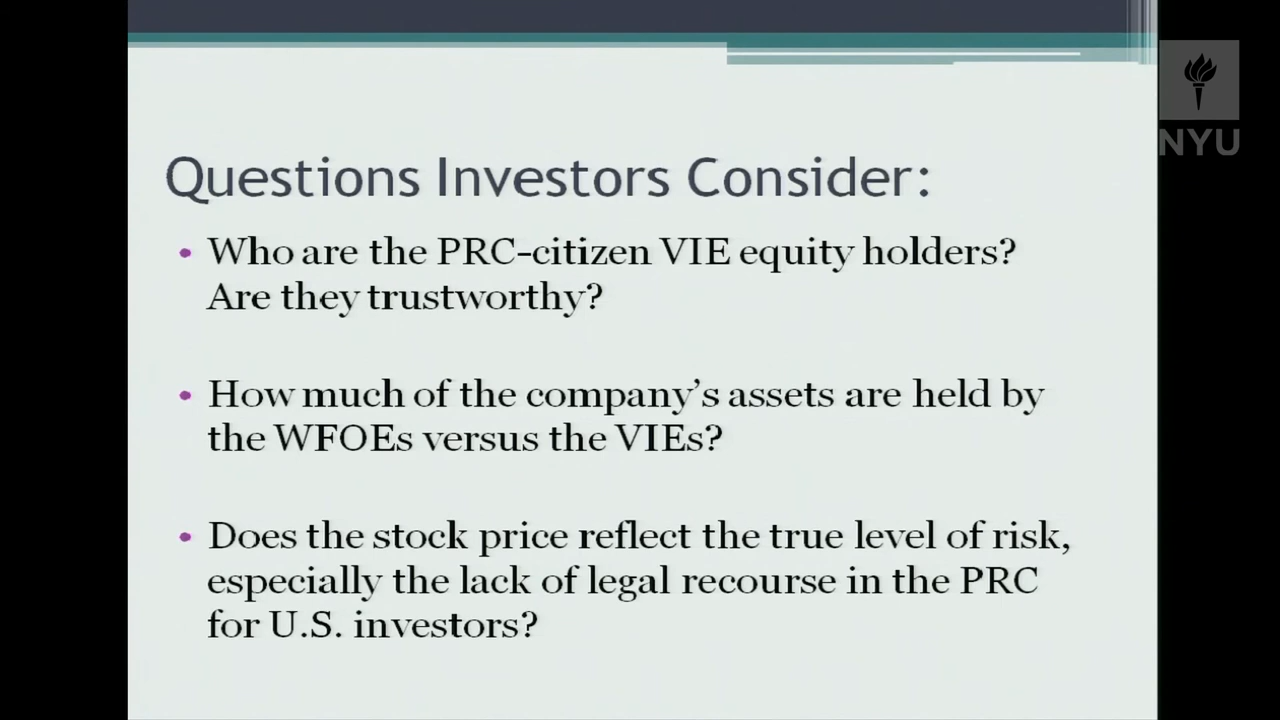 NYU
Questions Investors Consider:
• Who are the PRC-citizen VIE equity holders?
Are they trustworthy?
• How much of the company’s assets are held by
the WFOEs versus the VIEs?
• Does the stock price reflect the true level of risk,
especially the lack of legal recourse in the PRC
for U.S. investors?